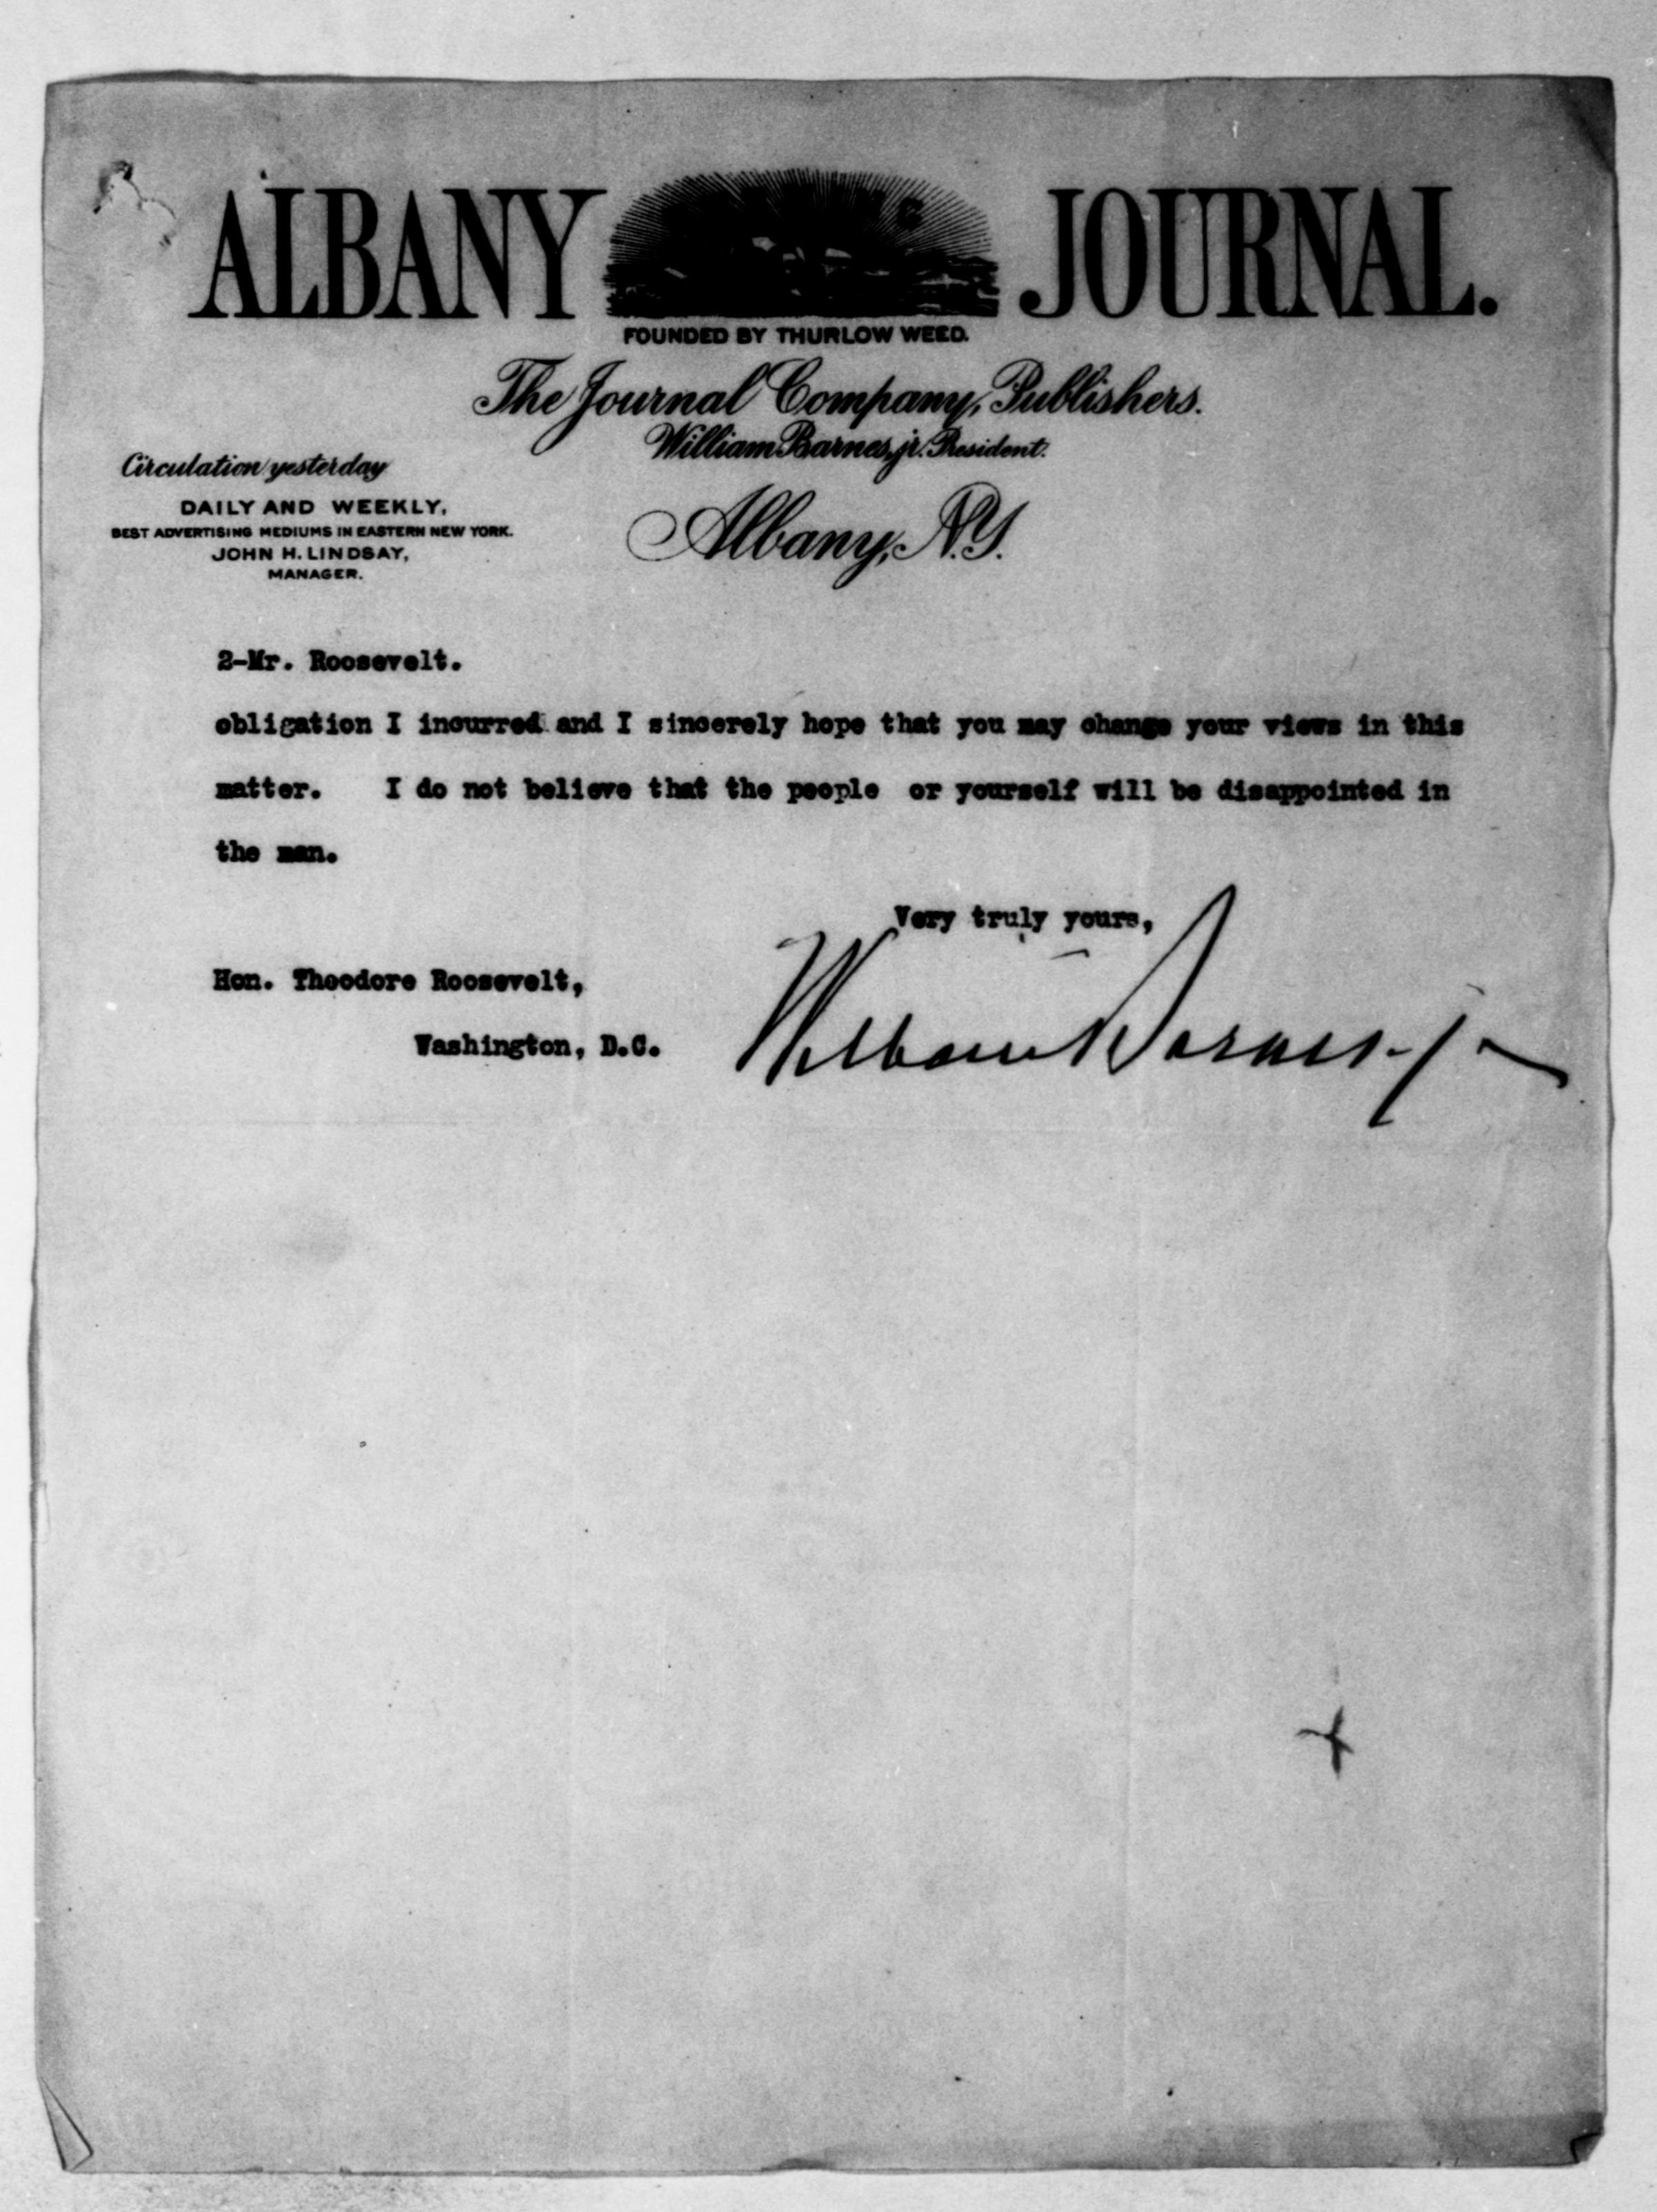 ALBANY JOURNAL.
FOUNDED BY THURLOW WEED.
The Journal Company, Publishers.
William Barnes, jr. President.
Circulation yesterday
DAILY AND WEEKLY,
BEST ADVERTISING MEDIUMS IN EASTERN NEW YORK.
JOHN H. LINDSAY,
MANAGER.
Albany, N.Y.
2-Mr. Roosevelt.
obligation I incurred and I sincerely hope that you may change your views in this
matter. I do not believe that the people or yourself will be disappointed in
the man.
Very truly yours,
William Barnes-jr
Hon. Theodore Roosevelt,
Washington, D.C.